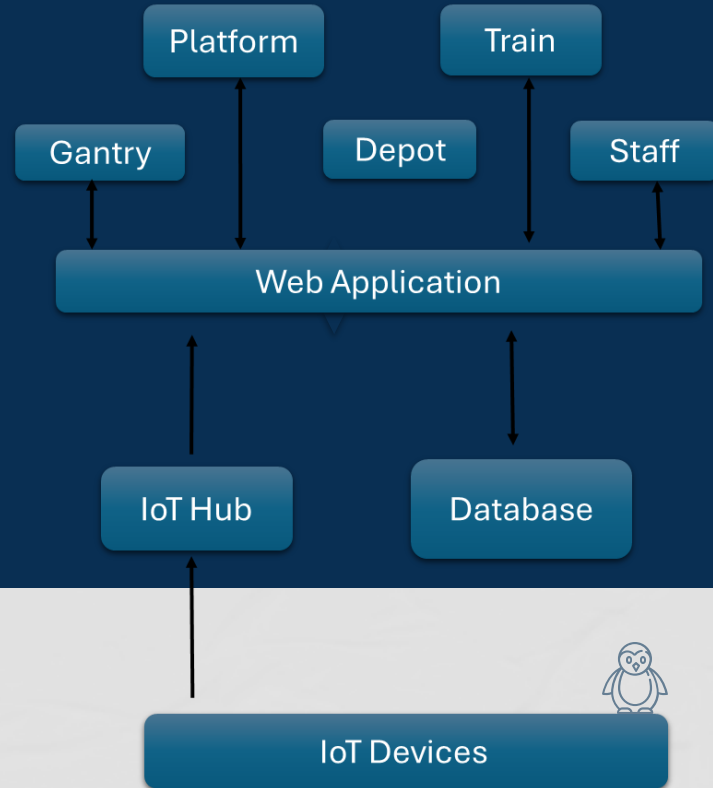 Platform
Train
Gantry
Depot
Staff
Web Application
IoT Hub
Database
IoT Devices